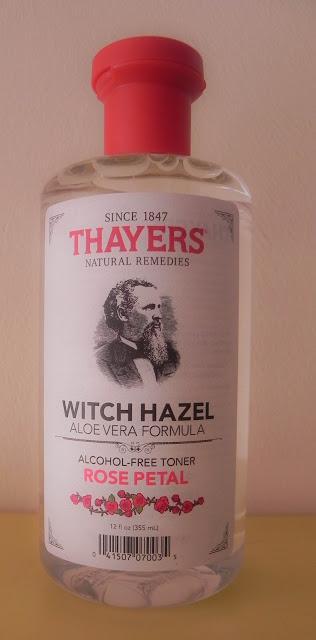 SINCE 1847
THAYERS
NATURAL REMEDIES
WITCH HAZEL
ALOE VERA FORMULA
ALCOHOL-FREE TONER
ROSE PETAL
12 fl oz (355 mL)
0 41507 07003 5